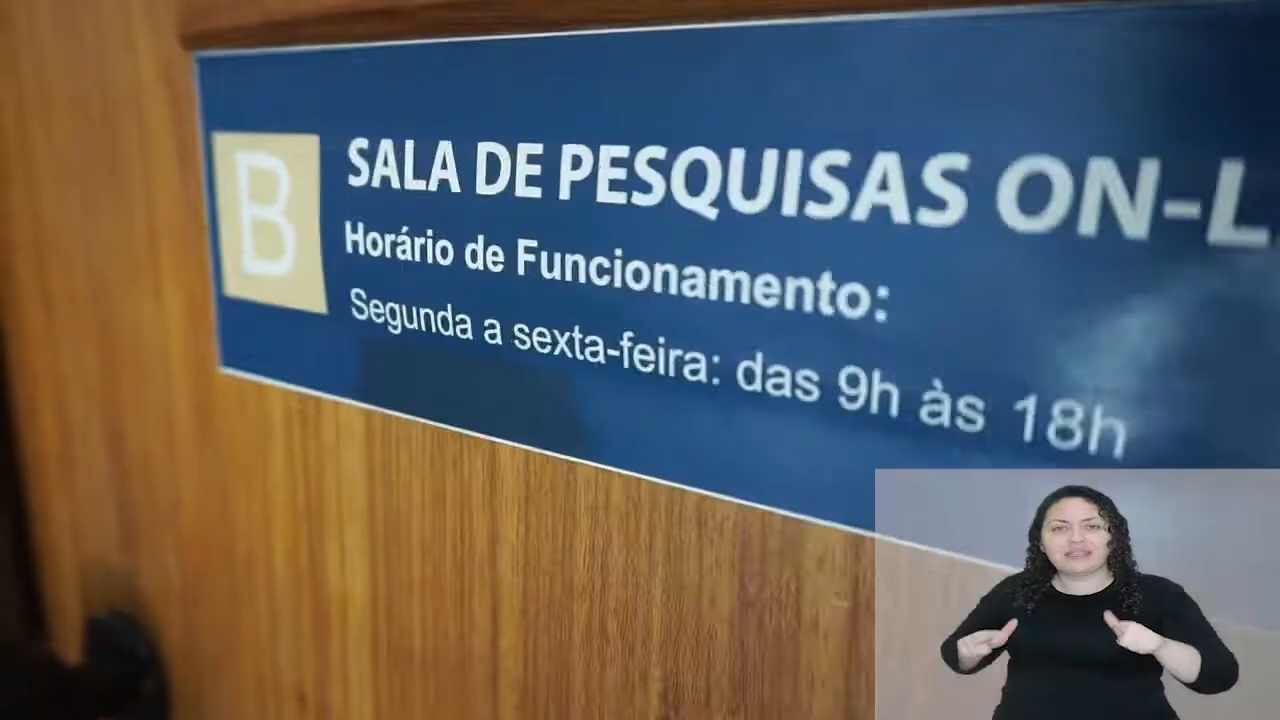 B
SALA DE PESQUISAS ON-L
Horário de Funcionamento:
Segunda a sexta-feira: das 9h às 18h